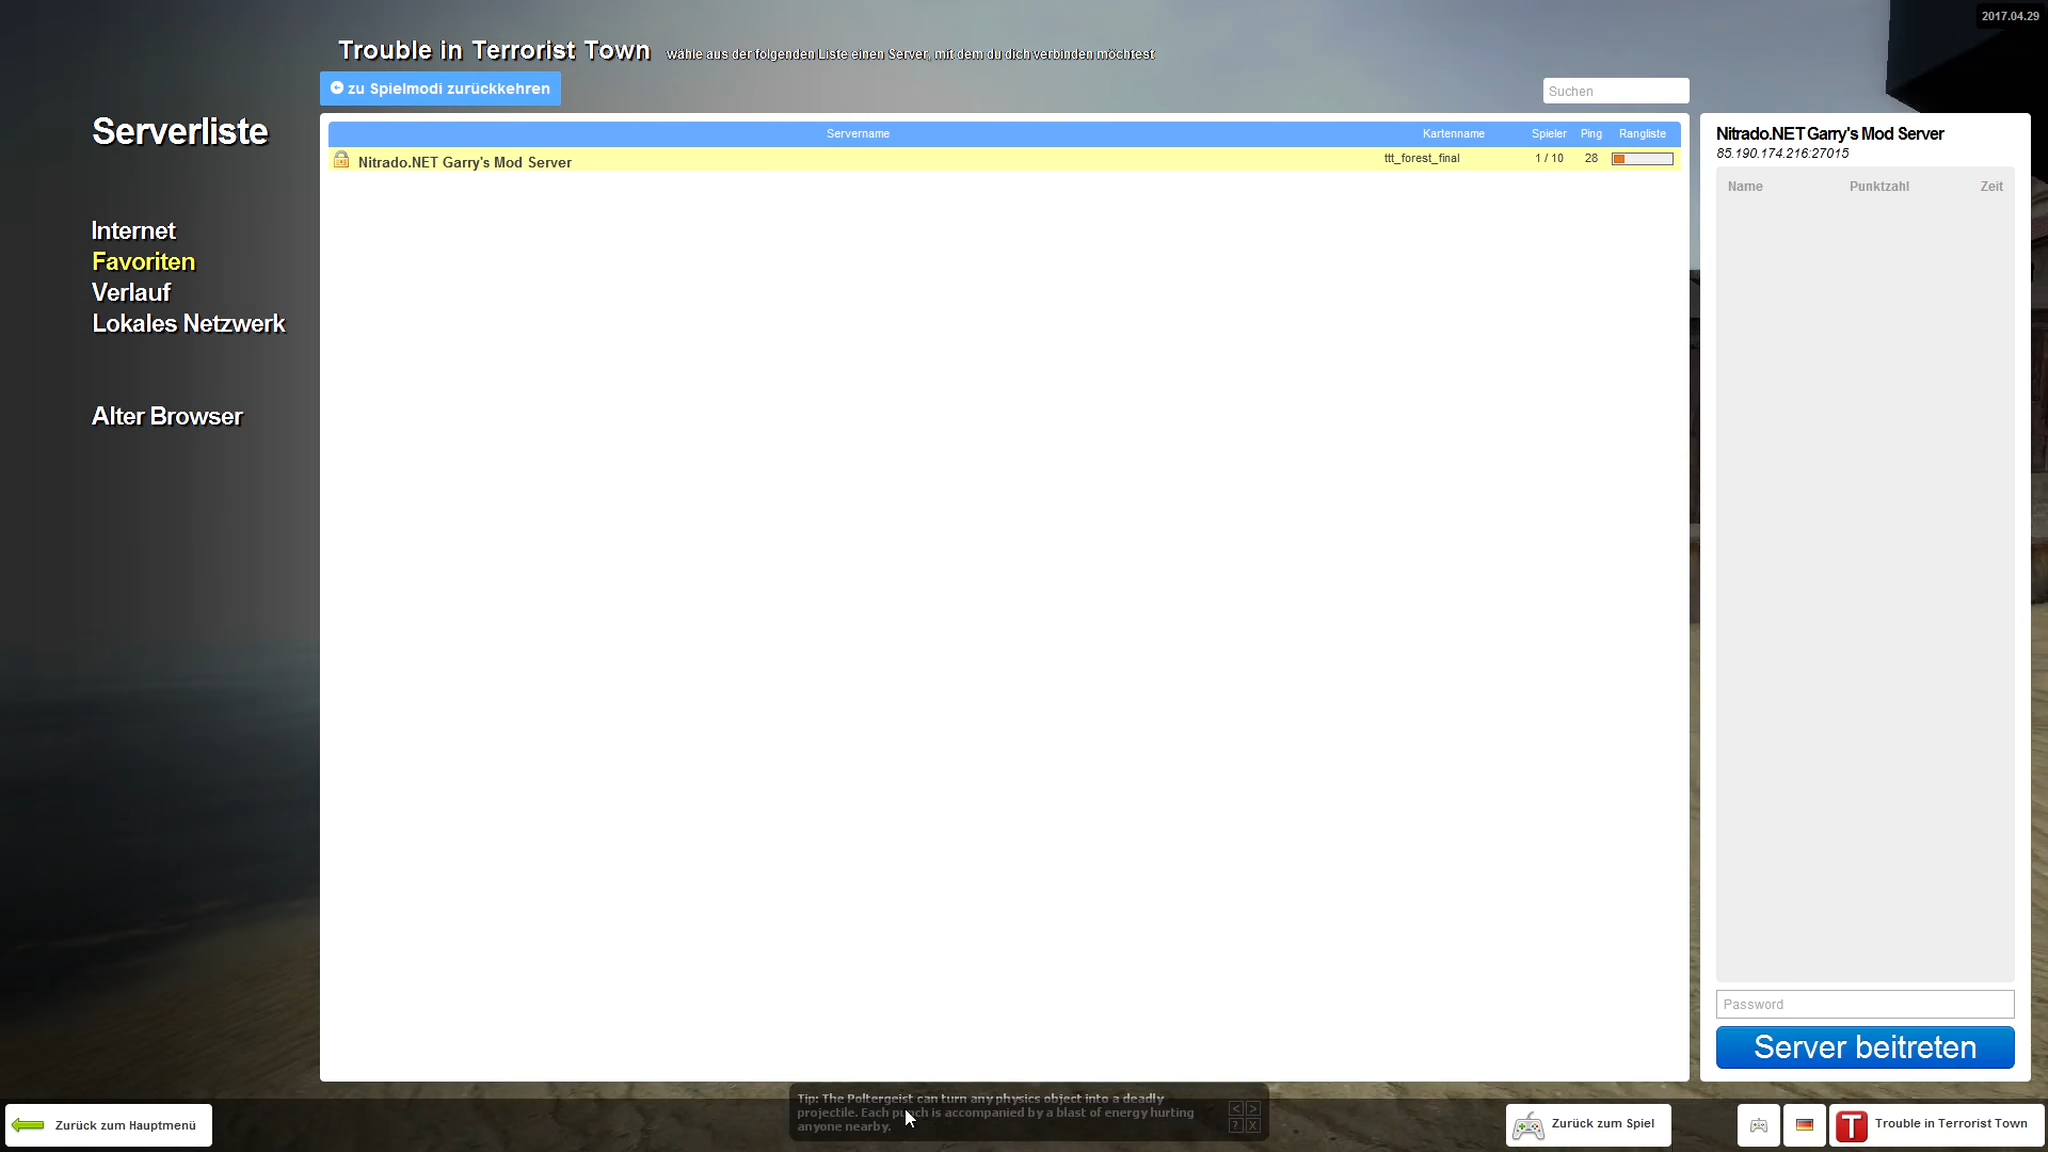 2017.04.29
Trouble in Terrorist Town wähle aus der folgenden Liste einen Server, mit dem du dich verbinden möchtest
zu Spielmodi zurückkehren
Suchen
Serverliste
Internet
Favoriten
Verlauf
Lokales Netzwerk
Alter Browser
Servername Kartenname Spieler Ping Rangliste
Nitrado.NET Garry's Mod Server ttt_forest_final 1 / 10 28
Nitrado.NET Garry's Mod Server
85.190.174.216:27015
Name Punktzahl Zeit
Password
Server beitreten
Tip: The Poltergeist can turn any physics object into a deadly
projectile. Each punch is accompanied by a blast of energy hurting
anyone nearby.
< >
? X
Zurück zum Hauptmenü
Zurück zum Spiel
T Trouble in Terrorist Town